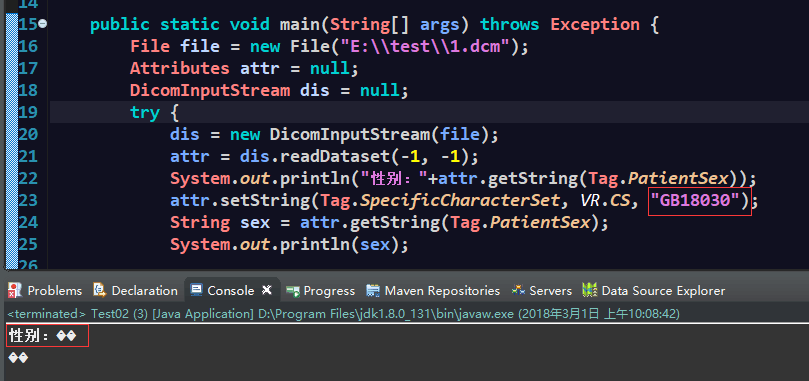 14
15 public static void main(String[] args) throws Exception {
16 File file = new File("E:\\test\\1.dcm");
17 Attributes attr = null;
18 DicomInputStream dis = null;
19 try {
20 dis = new DicomInputStream(file);
21 attr = dis.readDataset(-1, -1);
22 System.out.println("性别："+attr.getString(Tag.PatientSex));
23 attr.setString(Tag.SpecificCharacterSet, VR.CS, "GB18030");
24 String sex = attr.getString(Tag.PatientSex);
25 System.out.println(sex);
26
Problems Declaration Console Progress Maven Repositories Servers Data Source Explorer
<terminated> Test02 (3) [Java Application] D:\Program Files\jdk1.8.0_131\bin\javaw.exe (2018年3月1日 上午10:08:42)
性别：��
��